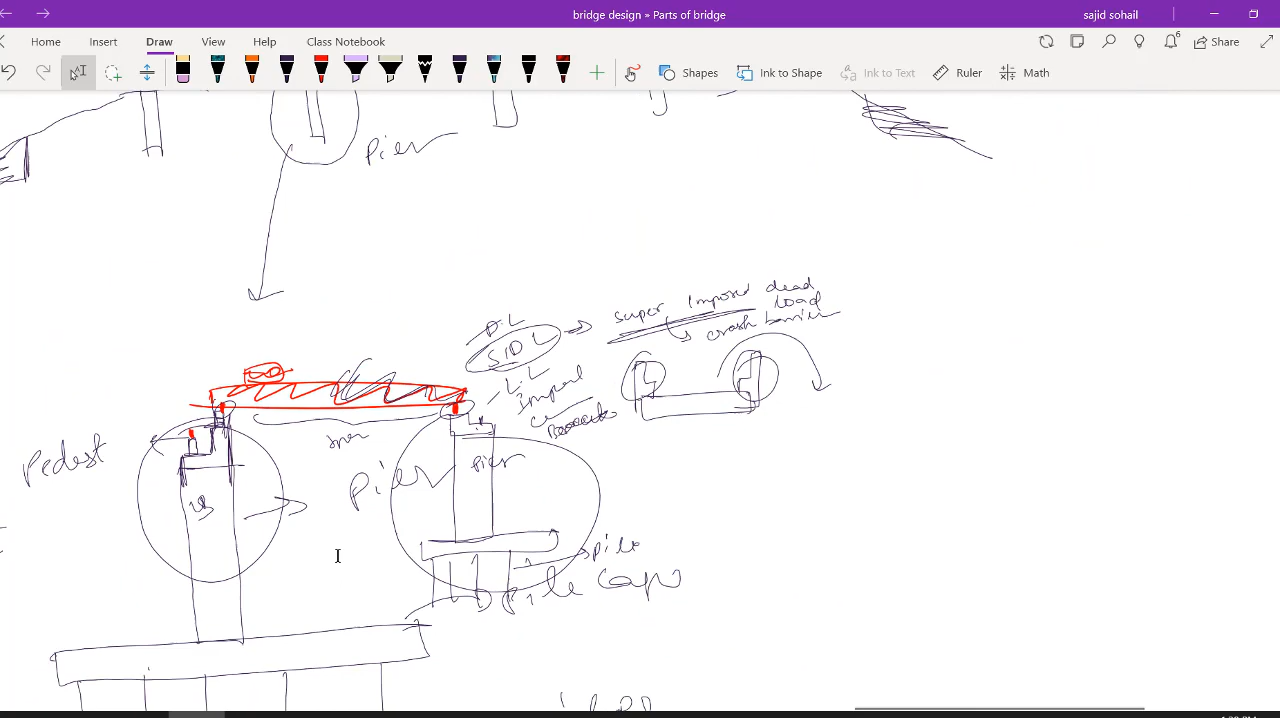 bridge design » Parts of bridge
sajid sohail
Home Insert Draw View Help Class Notebook
6
Share
Shapes
Ink to Shape
Ink to Text
Ruler
Math
pier
super imposed dead
load
crash barrier
D.L
SIDL
L.L
span
Pedest
pier
Pier
pile
pile cap